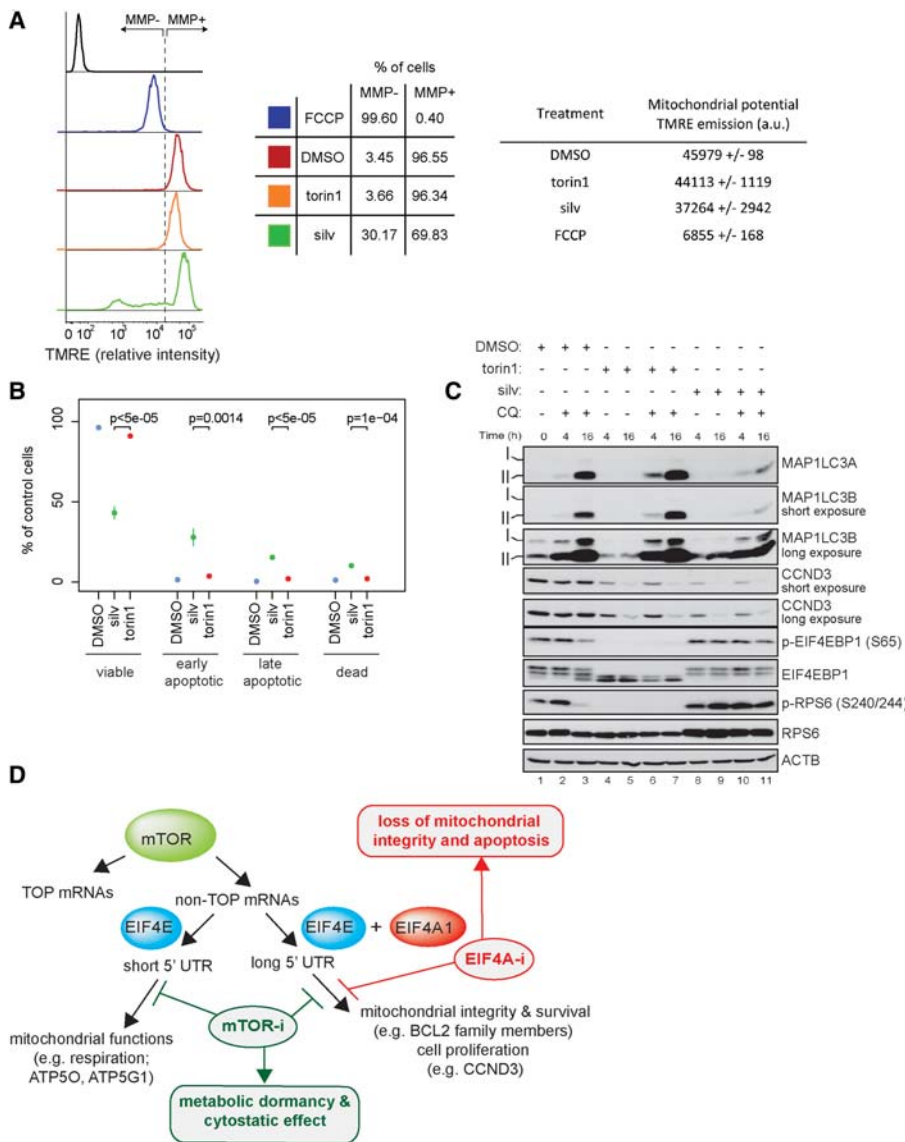 A
MMP- MMP+
0 10² 10³ 10⁴ 10⁵
TMRE (relative intensity)
% of cells
MMP- MMP+
FCCP 99.60 0.40
DMSO 3.45 96.55
torin1 3.66 96.34
silv 30.17 69.83
Treatment Mitochondrial potential
TMRE emission (a.u.)
DMSO 45979 +/- 98
torin1 44113 +/- 1119
silv 37264 +/- 2942
FCCP 6855 +/- 168
B
% of control cells
100
50
0
p<5e-05 p=0.0014 p<5e-05 p=1e-04
DMSO silv torin1 DMSO silv torin1 DMSO silv torin1 DMSO silv torin1
viable early apoptotic late apoptotic dead
C
DMSO: + + + - - - - - - - -
torin1: - - - + + + + - - - -
silv: - - - - - - - + + + +
CQ: - + + - - + + - - + +
Time (h) 0 4 16 4 16 4 16 4 16 4 16
I
II
MAP1LC3A
I
II
MAP1LC3B
short exposure
I
II
MAP1LC3B
long exposure
CCND3
short exposure
CCND3
long exposure
p-EIF4EBP1 (S65)
EIF4EBP1
p-RPS6 (S240/244)
RPS6
ACTB
1 2 3 4 5 6 7 8 9 10 11
D
mTOR
TOP mRNAs
non-TOP mRNAs
EIF4E
short 5' UTR
EIF4E + EIF4A1
long 5' UTR
loss of mitochondrial
integrity and apoptosis
EIF4A-i
mTOR-i
mitochondrial functions
(e.g. respiration;
ATP5O, ATP5G1)
mitochondrial integrity & survival
(e.g. BCL2 family members)
cell proliferation
(e.g. CCND3)
metabolic dormancy &
cytostatic effect